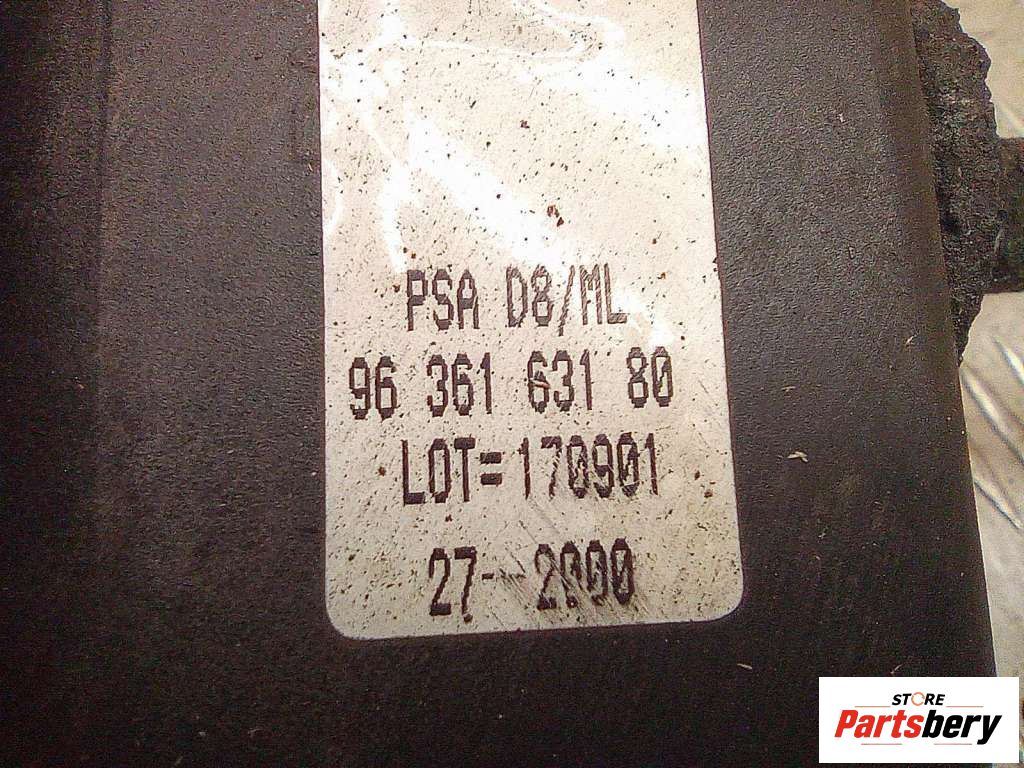 PSA D8/ML
96 361 631 80
LOT=170901
27-2000
STORE
Partsbery